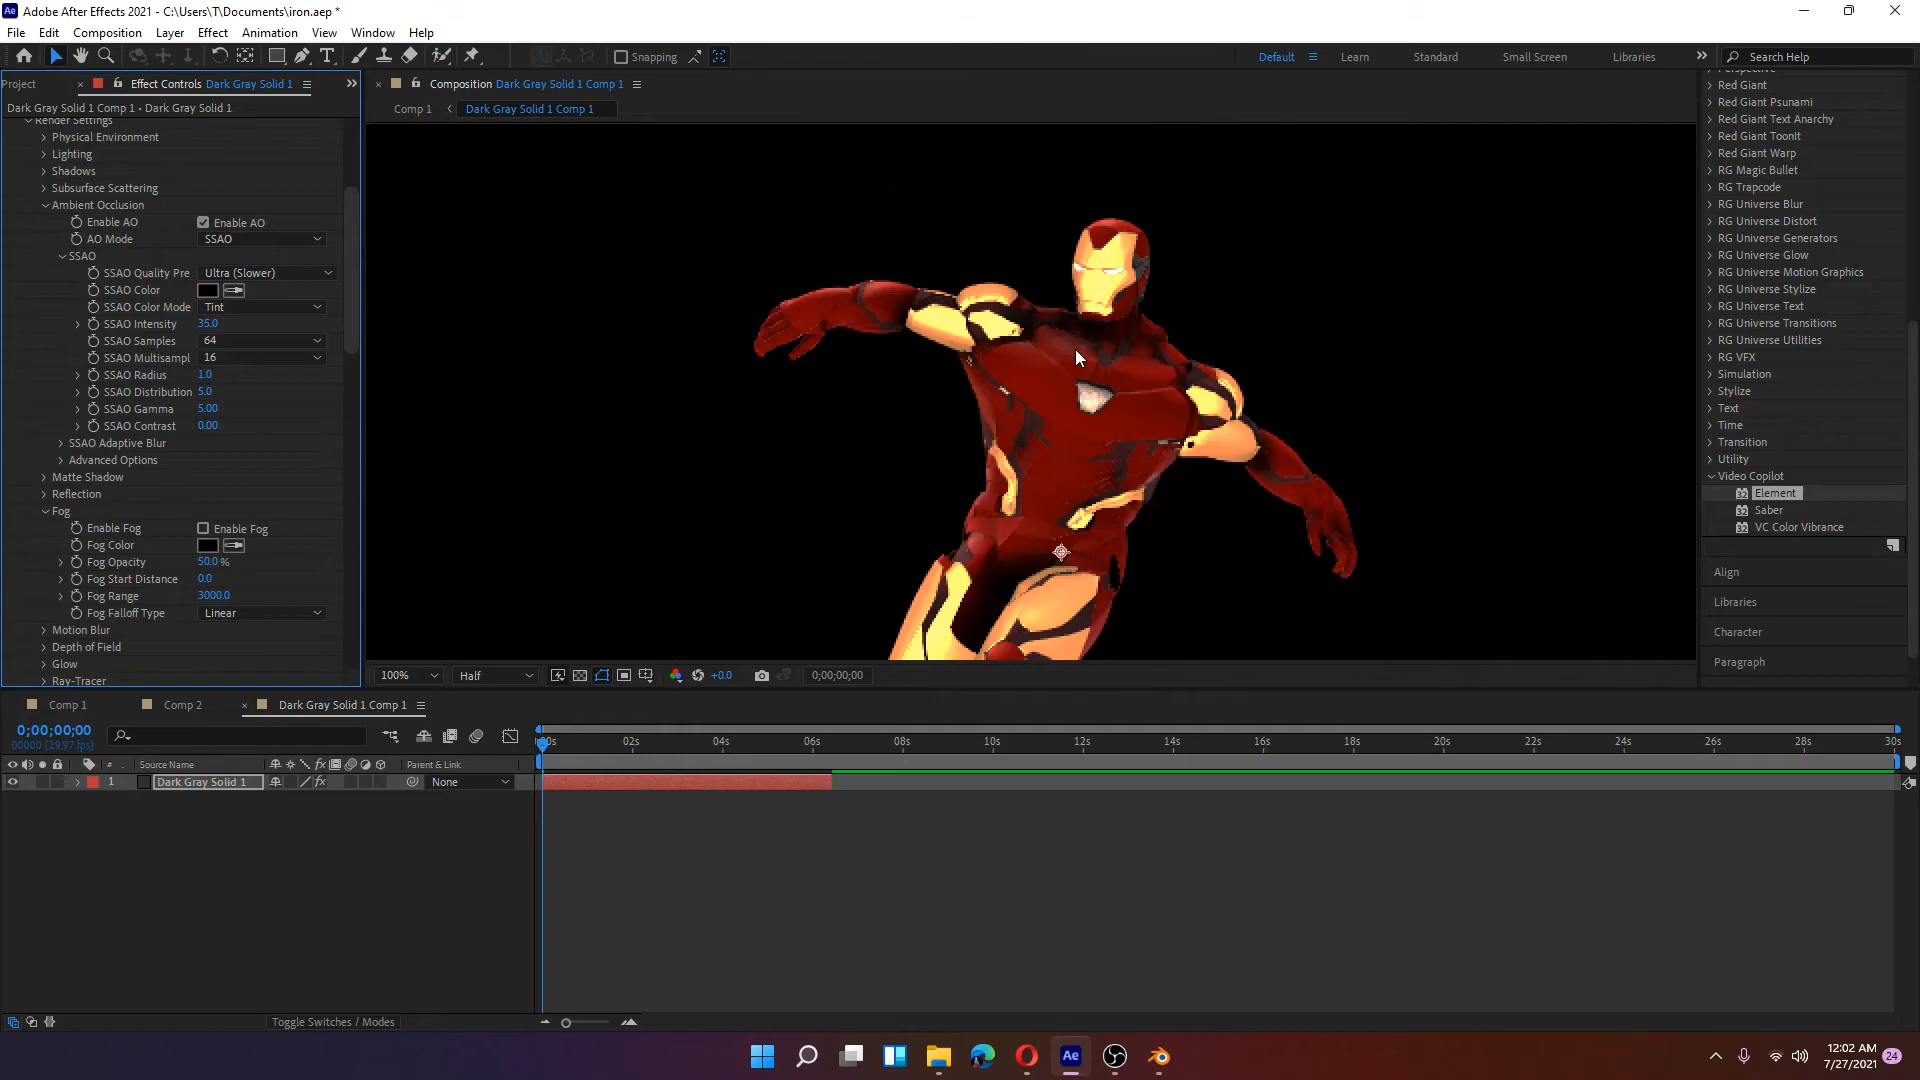 Adobe After Effects 2021 - C:\Users\T\Documents\iron.aep *
File Edit Composition Layer Effect Animation View Window Help
Snapping
Default Learn Standard Small Screen Libraries Search Help
Project Effect Controls Dark Gray Solid 1
Dark Gray Solid 1 Comp 1 • Dark Gray Solid 1
Render Settings
Physical Environment
Lighting
Shadows
Subsurface Scattering
Ambient Occlusion
Enable AO Enable AO
AO Mode SSAO
SSAO
SSAO Quality Pre Ultra (Slower)
SSAO Color
SSAO Color Mode Tint
SSAO Intensity 35.0
SSAO Samples 64
SSAO Multisampl 16
SSAO Radius 1.0
SSAO Distribution 5.0
SSAO Gamma 5.00
SSAO Contrast 0.00
SSAO Adaptive Blur
Advanced Options
Matte Shadow
Reflection
Fog
Enable Fog Enable Fog
Fog Color
Fog Opacity 50.0 %
Fog Start Distance 0.0
Fog Range 3000.0
Fog Falloff Type Linear
Motion Blur
Depth of Field
Glow
Ray-Tracer
Composition Dark Gray Solid 1 Comp 1
Comp 1 Dark Gray Solid 1 Comp 1
100% Half +0.0 0;00;00;00
Perspective
Red Giant
Red Giant Psunami
Red Giant Text Anarchy
Red Giant ToonIt
Red Giant Warp
RG Magic Bullet
RG Trapcode
RG Universe Blur
RG Universe Distort
RG Universe Generators
RG Universe Glow
RG Universe Motion Graphics
RG Universe Stylize
RG Universe Text
RG Universe Transitions
RG Universe Utilities
RG VFX
Simulation
Stylize
Text
Time
Transition
Utility
Video Copilot
Element
Saber
VC Color Vibrance
Align
Libraries
Character
Paragraph
Comp 1 Comp 2 Dark Gray Solid 1 Comp 1
0;00;00;00
00000 (29.97 fps)
00s 02s 04s 06s 08s 10s 12s 14s 16s 18s 20s 22s 24s 26s 28s 30s
# Source Name Parent & Link
1 Dark Gray Solid 1 None
Toggle Switches / Modes
12:02 AM
7/27/2021
24